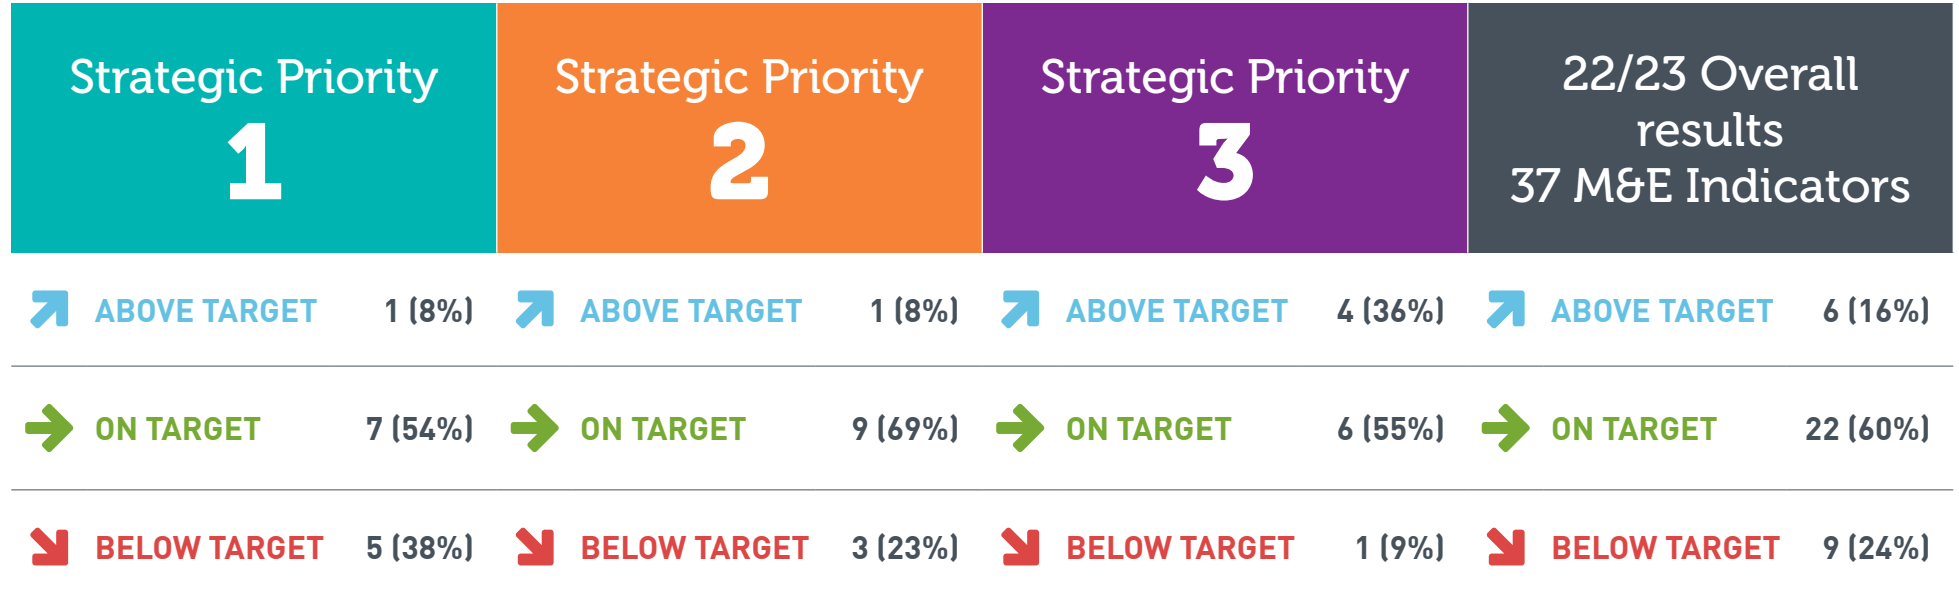 Strategic Priority
1
Strategic Priority
2
Strategic Priority
3
22/23 Overall
results
37 M&E Indicators
ABOVE TARGET 1 (8%) ABOVE TARGET 1 (8%) ABOVE TARGET 4 (36%) ABOVE TARGET 6 (16%)
ON TARGET 7 (54%) ON TARGET 9 (69%) ON TARGET 6 (55%) ON TARGET 22 (60%)
BELOW TARGET 5 (38%) BELOW TARGET 3 (23%) BELOW TARGET 1 (9%) BELOW TARGET 9 (24%)